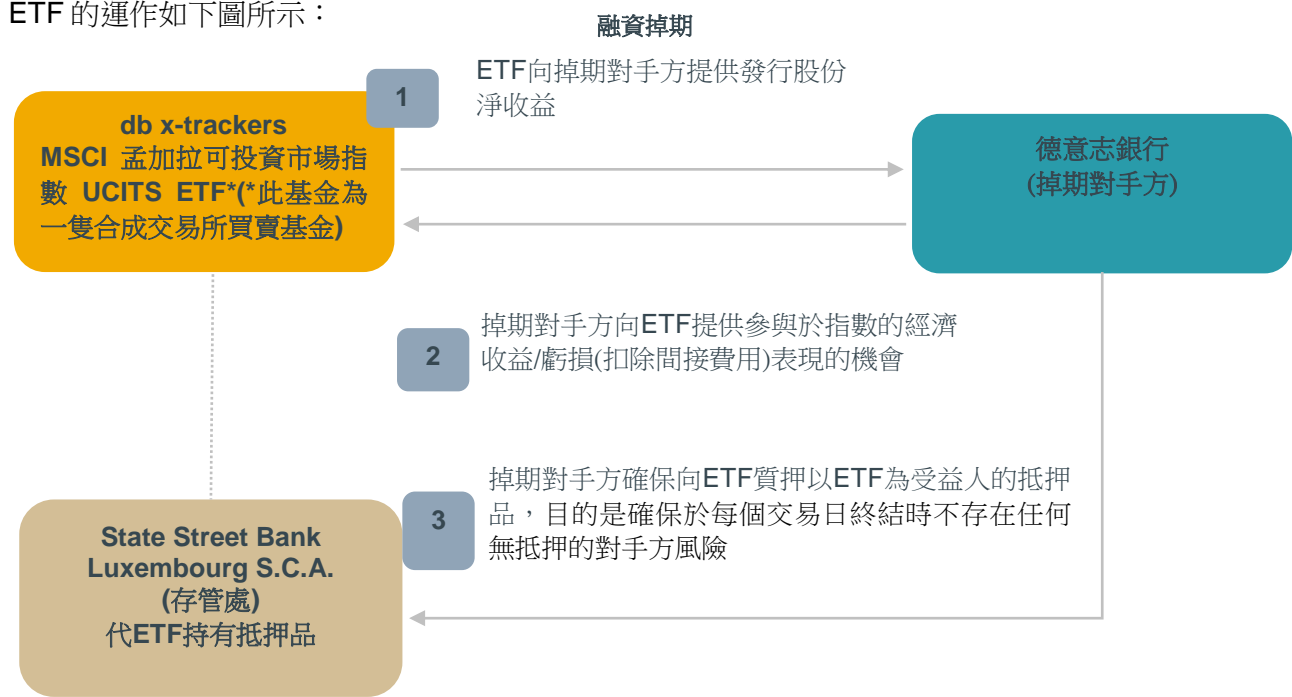 ETF 的運作如下圖所示：
融資掉期
1
ETF向掉期對手方提供發行股份
淨收益
db x-trackers
MSCI 孟加拉可投資市場指
數 UCITS ETF*(*此基金為
一隻合成交易所買賣基金)
德意志銀行
(掉期對手方)
2
掉期對手方向ETF提供參與於指數的經濟
收益/虧損(扣除間接費用)表現的機會
3
掉期對手方確保向ETF質押以ETF為受益人的抵押
品，目的是確保於每個交易日終結時不存在任何
無抵押的對手方風險
State Street Bank
Luxembourg S.C.A.
(存管處)
代ETF持有抵押品